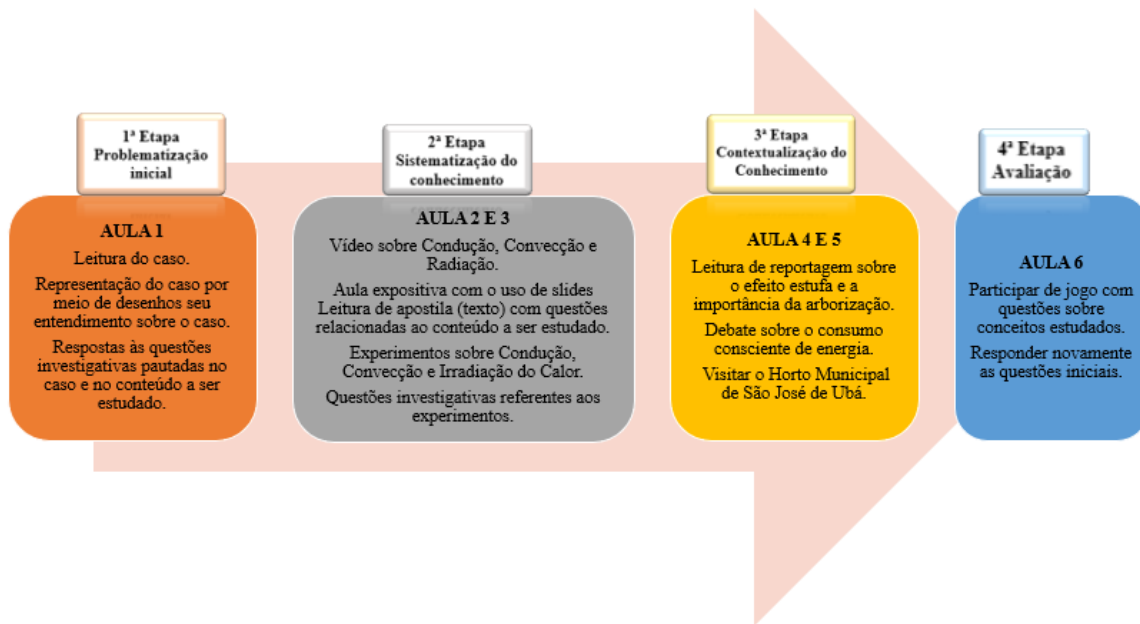 1ª Etapa
Problematização
inicial
AULA 1
Leitura do caso.
Representação do caso por
meio de desenhos seu
entendimento sobre o caso.
Respostas às questões
investigativas pautadas no
caso e no conteúdo a ser
estudado.
2ª Etapa
Sistematização do
conhecimento
AULA 2 E 3
Vídeo sobre Condução, Convecção e
Radiação.
Aula expositiva com o uso de slides
Leitura de apostila (texto) com questões
relacionadas ao conteúdo a ser estudado.
Experimentos sobre Condução,
Convecção e Irradiação do Calor.
Questões investigativas referentes aos
experimentos.
3ª Etapa
Contextualização do
Conhecimento
AULA 4 E 5
Leitura de reportagem sobre
o efeito estufa e a
importância da arborização.
Debate sobre o consumo
consciente de energia.
Visitar o Horto Municipal
de São José de Ubá.
4ª Etapa
Avaliação
AULA 6
Participar de jogo com
questões sobre
conceitos estudados.
Responder novamente
as questões iniciais.